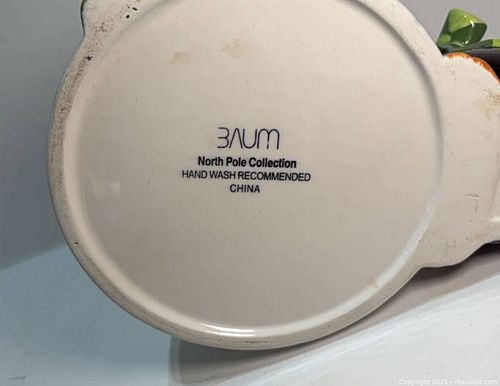 BAUM
North Pole Collection
HAND WASH RECOMMENDED
CHINA
Copyright 2025 - maxsold.com